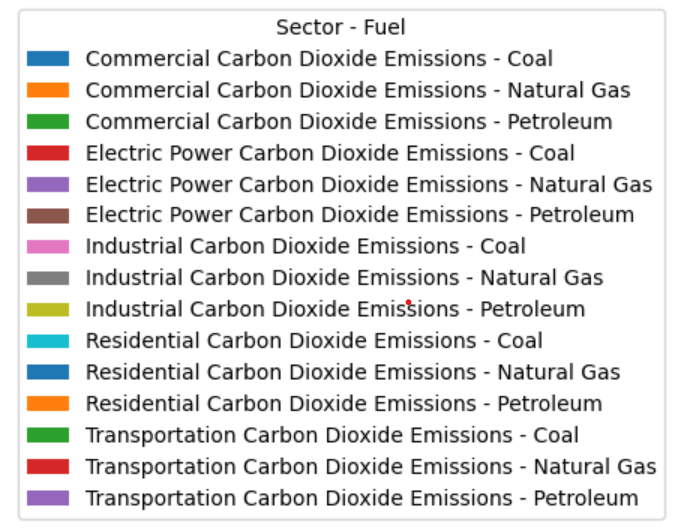 Sector - Fuel
Commercial Carbon Dioxide Emissions - Coal
Commercial Carbon Dioxide Emissions - Natural Gas
Commercial Carbon Dioxide Emissions - Petroleum
Electric Power Carbon Dioxide Emissions - Coal
Electric Power Carbon Dioxide Emissions - Natural Gas
Electric Power Carbon Dioxide Emissions - Petroleum
Industrial Carbon Dioxide Emissions - Coal
Industrial Carbon Dioxide Emissions - Natural Gas
Industrial Carbon Dioxide Emissions - Petroleum
Residential Carbon Dioxide Emissions - Coal
Residential Carbon Dioxide Emissions - Natural Gas
Residential Carbon Dioxide Emissions - Petroleum
Transportation Carbon Dioxide Emissions - Coal
Transportation Carbon Dioxide Emissions - Natural Gas
Transportation Carbon Dioxide Emissions - Petroleum